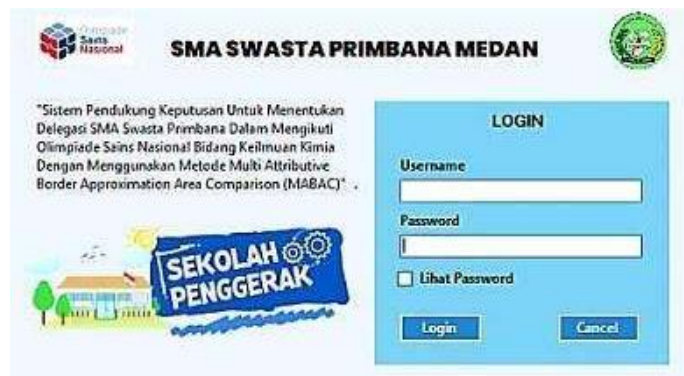 Olimpiade
Sains
Nasional
SMA SWASTA PRIMBANA MEDAN
"Sistem Pendukung Keputusan Untuk Menentukan
Delegasi SMA Swasta Primbana Dalam Mengikuti
Olimpiade Sains Nasional Bidang Keilmuan Kimia
Dengan Menggunakan Metode Multi Attributive
Border Approximation Area Comparison (MABAC)" .
SEKOLAH
PENGGERAK
LOGIN
Username
Password
Lihat Password
Login
Cancel